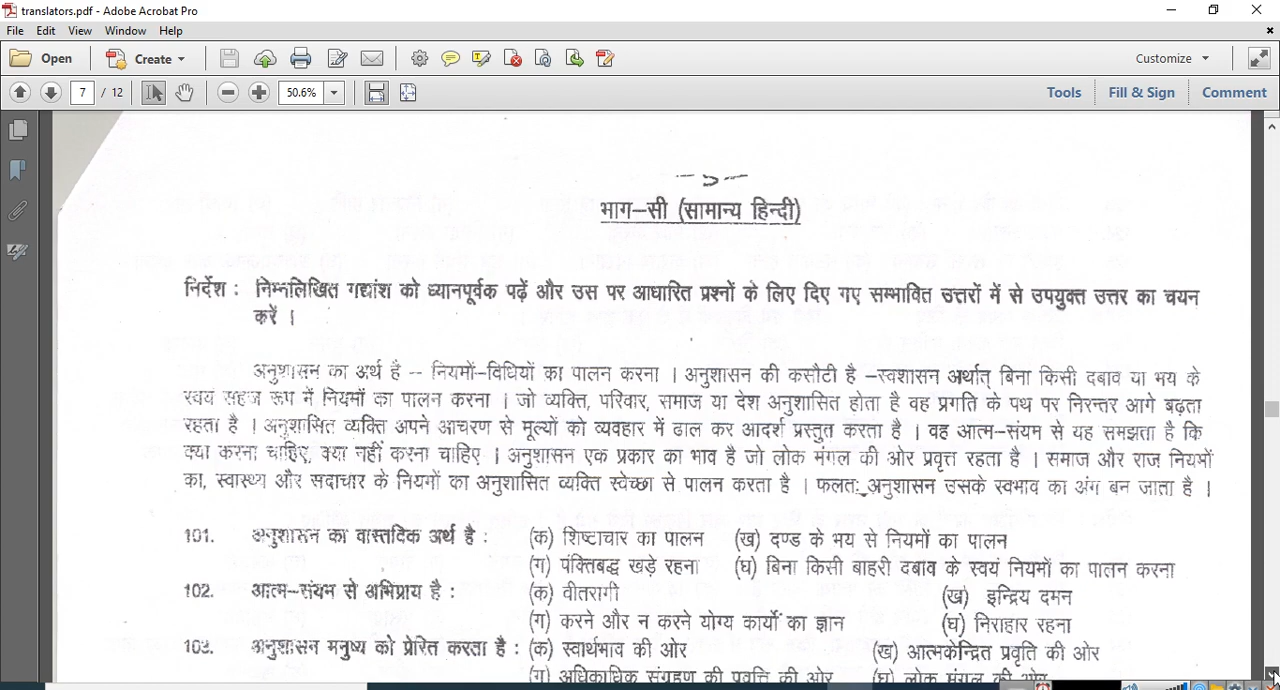 translators.pdf - Adobe Acrobat Pro
File Edit View Window Help
Open Create Customize
7 / 12 50.6% Tools Fill & Sign Comment
भाग-सी (सामान्य हिन्दी)
निर्देश : निम्नलिखित गद्यांश को ध्यानपूर्वक पढ़ें और उस पर आधारित प्रश्नों के लिए दिए गए सम्भावित उत्तरों में से उपयुक्त उत्तर का चयन
करें ।
अनुशासन का अर्थ है -- नियमों-विधियों का पालन करना । अनुशासन की कसौटी है -स्वशासन अर्थात् बिना किसी दबाव या भय के
स्वयं सहज रूप में नियमों का पालन करना । जो व्यक्ति, परिवार, समाज या देश अनुशासित होता है वह प्रगति के पथ पर निरन्तर आगे बढ़ता
रहता है । अनुशासित व्यक्ति अपने आचरण से मूल्यों को व्यवहार में ढाल कर आदर्श प्रस्तुत करता है । वह आत्म-संयम से यह समझता है कि
क्या करना चाहिए, क्या नहीं करना चाहिए । अनुशासन एक प्रकार का भाव है जो लोक मंगल की ओर प्रवृत्त रहता है । समाज और राज नियमों
का, स्वास्थ्य और सदाचार के नियमों का अनुशासित व्यक्ति स्वेच्छा से पालन करता है । फलतः अनुशासन उसके स्वभाव का अंग बन जाता है ।
101. अनुशासन का वास्तविक अर्थ है : (क) शिष्टाचार का पालन (ख) दण्ड के भय से नियमों का पालन
(ग) पंक्तिबद्ध खड़े रहना (घ) बिना किसी बाहरी दबाव के स्वयं नियमों का पालन करना
102. आत्म-संयम से अभिप्राय है : (क) वीतरागी (ख) इन्द्रिय दमन
(ग) करने और न करने योग्य कार्यो का ज्ञान (घ) निराहार रहना
103. अनुशासन मनुष्य को प्रेरित करता है : (क) स्वार्थभाव की ओर (ख) आत्मकेन्द्रित प्रवृति की ओर
(ग) अधिकाधिक संग्रहण की प्रवृत्ति की ओर (घ) लोक मंगल की ओर